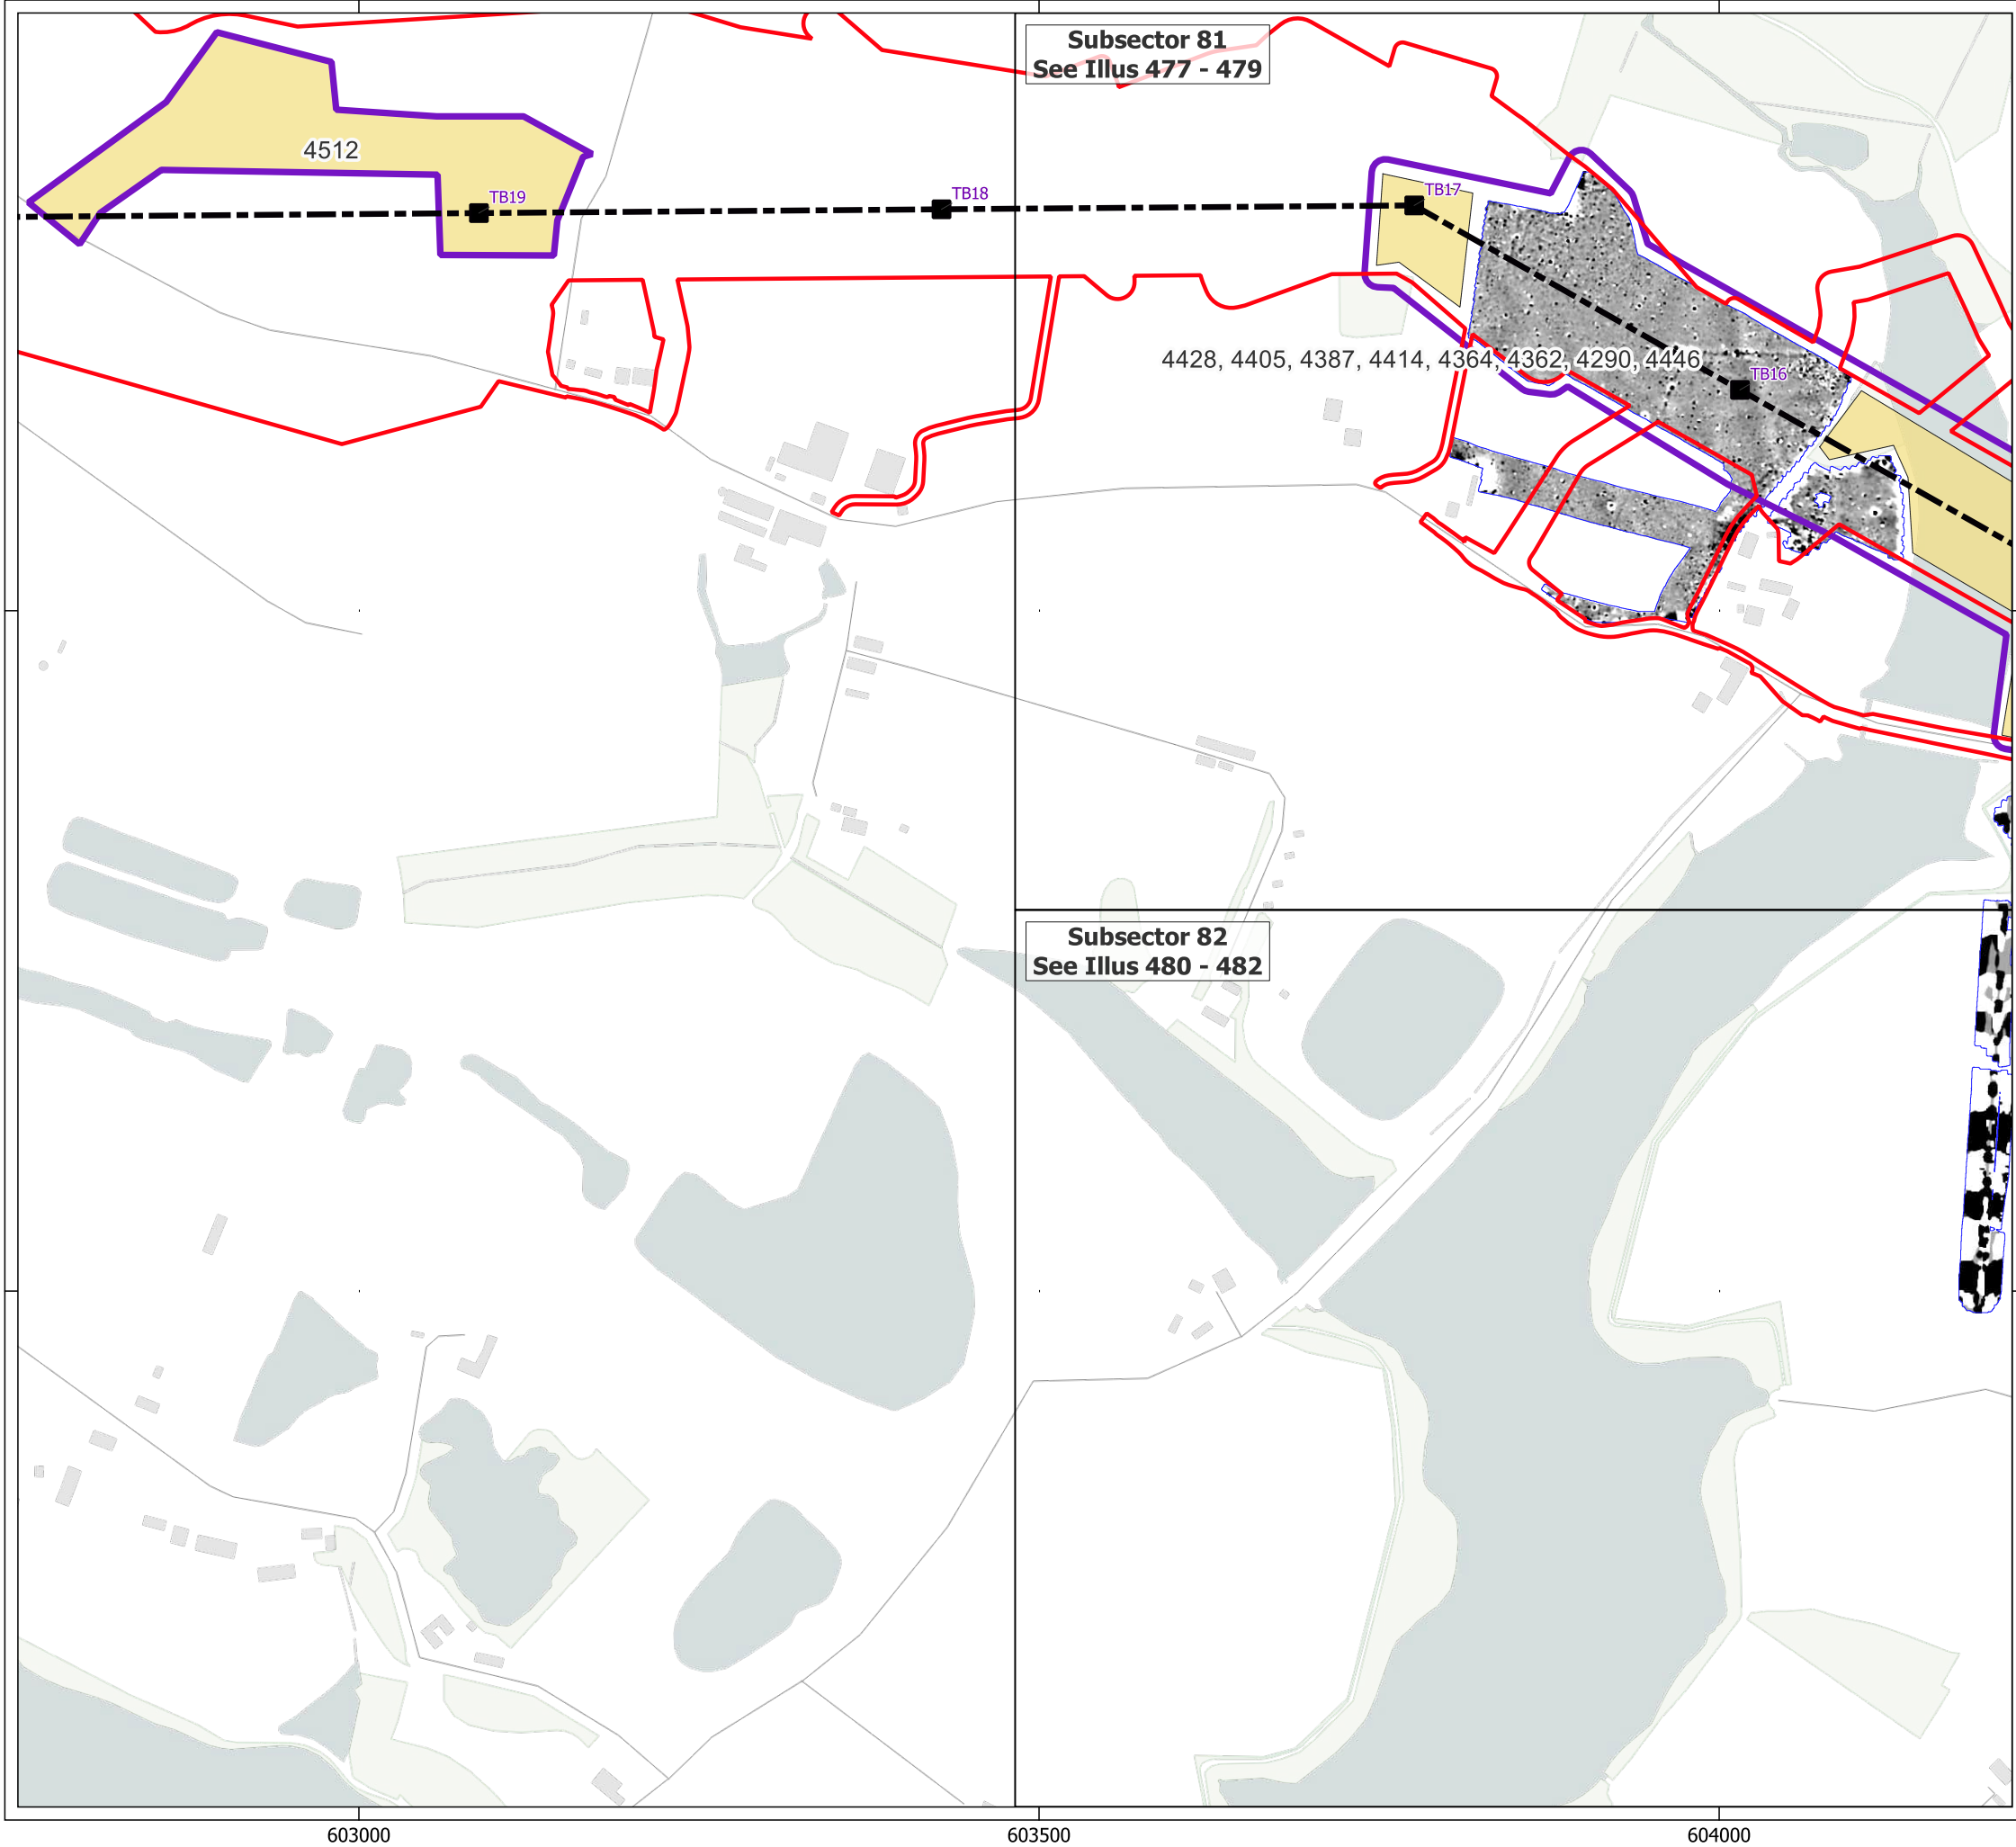 Subsector 81
See Illus 477 - 479
4512
TB19
TB18
TB17
4428, 4405, 4387, 4414, 4364, 4362, 4290, 4446
TB16
Subsector 82
See Illus 480 - 482
603000
603500
604000